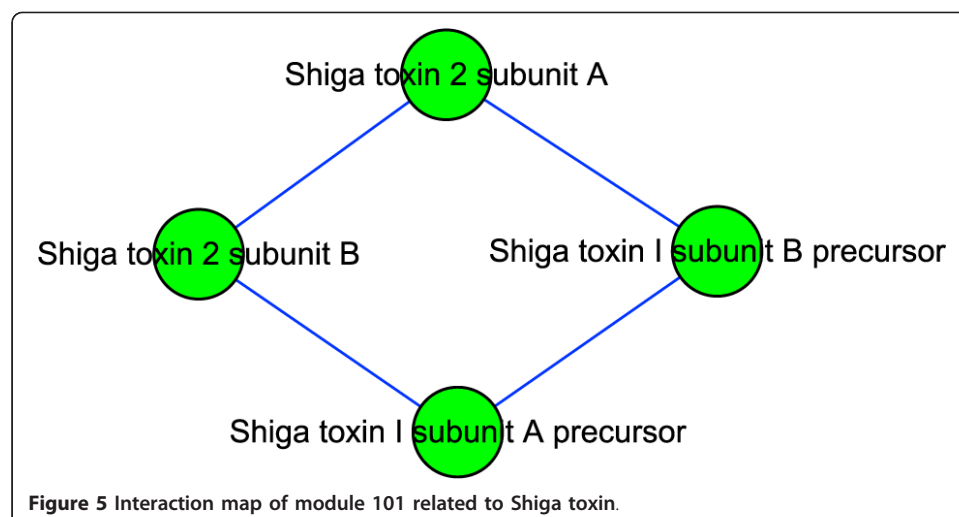 Shiga toxin 2 subunit A
Shiga toxin 2 subunit B
Shiga toxin I subunit B precursor
Shiga toxin I subunit A precursor
Figure 5 Interaction map of module 101 related to Shiga toxin.